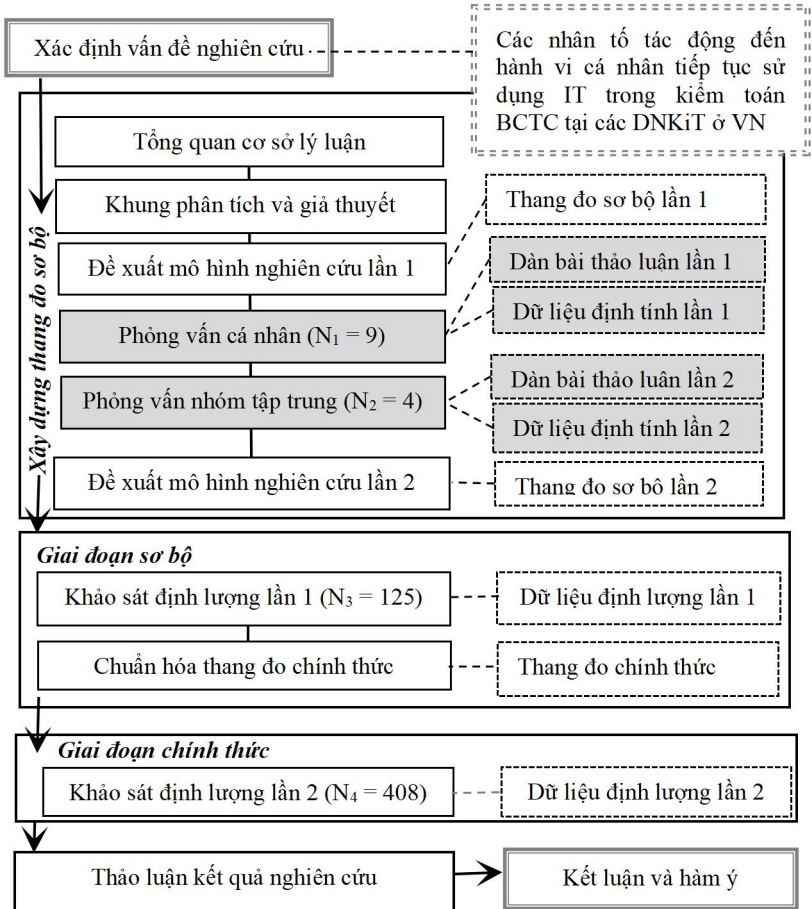 Xác định vấn đề nghiên cứu
Các nhân tố tác động đến
hành vi cá nhân tiếp tục sử
dụng IT trong kiểm toán
BCTC tại các DNKiT ở VN
Xây dựng thang đo sơ bộ
Tổng quan cơ sở lý luận
Khung phân tích và giả thuyết
Thang đo sơ bộ lần 1
Đề xuất mô hình nghiên cứu lần 1
Dàn bài thảo luận lần 1
Dữ liệu định tính lần 1
Phỏng vấn cá nhân (N₁ = 9)
Dàn bài thảo luân lần 2
Phỏng vấn nhóm tập trung (N₂ = 4)
Dữ liệu định tính lần 2
Đề xuất mô hình nghiên cứu lần 2
Thang đo sơ bô lần 2
Giai đoạn sơ bộ
Khảo sát định lượng lần 1 (N₃ = 125)
Dữ liệu định lượng lần 1
Chuẩn hóa thang đo chính thức
Thang đo chính thức
Giai đoạn chính thức
Khảo sát định lượng lần 2 (N₄ = 408)
Dữ liệu định lượng lần 2
Thảo luận kết quả nghiên cứu
Kết luận và hàm ý